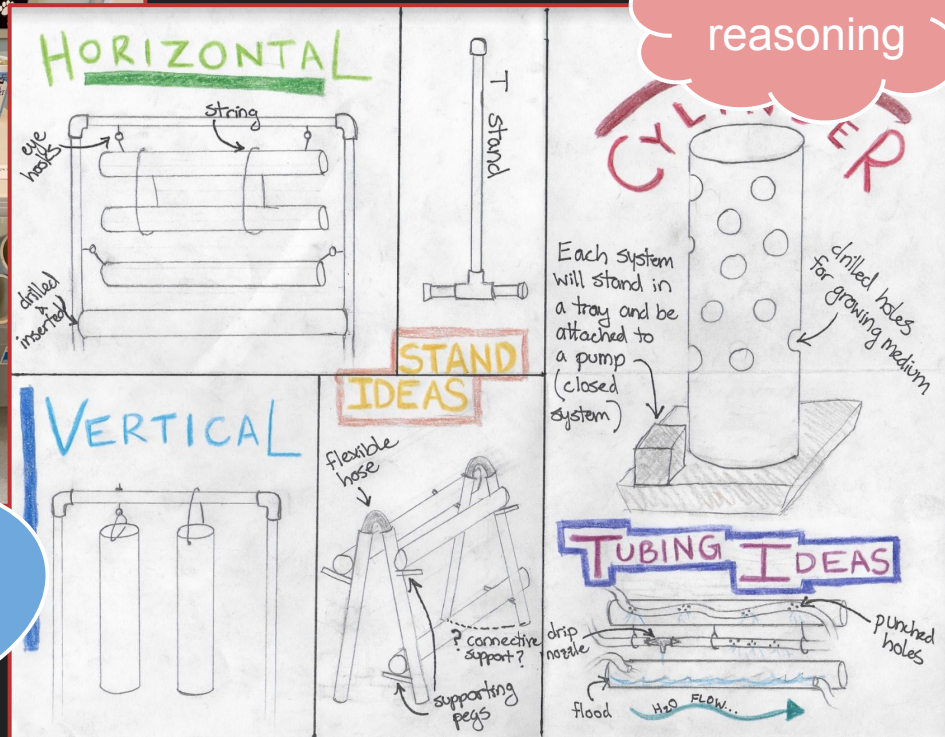 reasoning
HORIZONTAL
string
eye
hooks
drilled
&
inserted
T stand
CYLINDER
Each system
will stand in
a tray and be
attached to
a pump
(closed
system)
drilled holes
for growing medium
STAND
IDEAS
VERTICAL
flexible
hose
? connective
support?
supporting
pegs
TUBING IDEAS
drip
nozzle
punched
holes
flood
H2O FLOW...